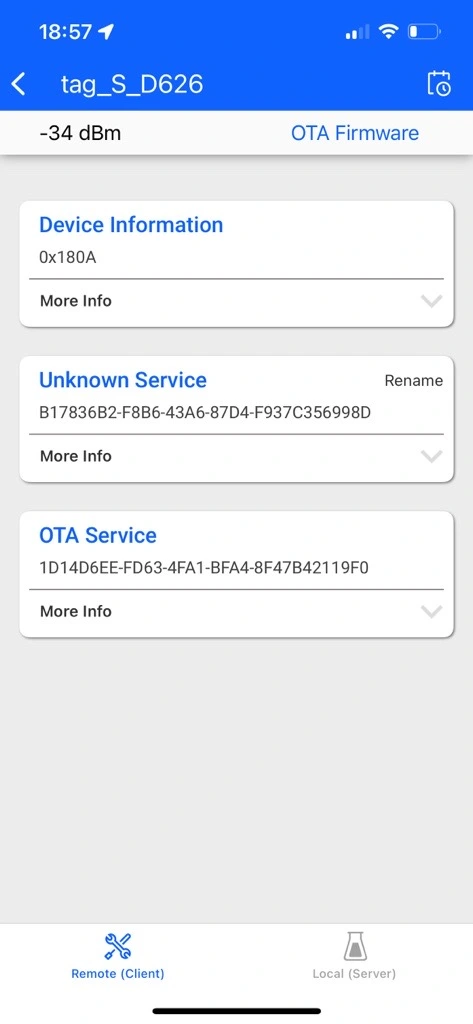 18:57
tag_S_D626
-34 dBm
OTA Firmware
Device Information
0x180A
More Info
Unknown Service
Rename
B17836B2-F8B6-43A6-87D4-F937C356998D
More Info
OTA Service
1D14D6EE-FD63-4FA1-BFA4-8F47B42119F0
More Info
Remote (Client)
Local (Server)